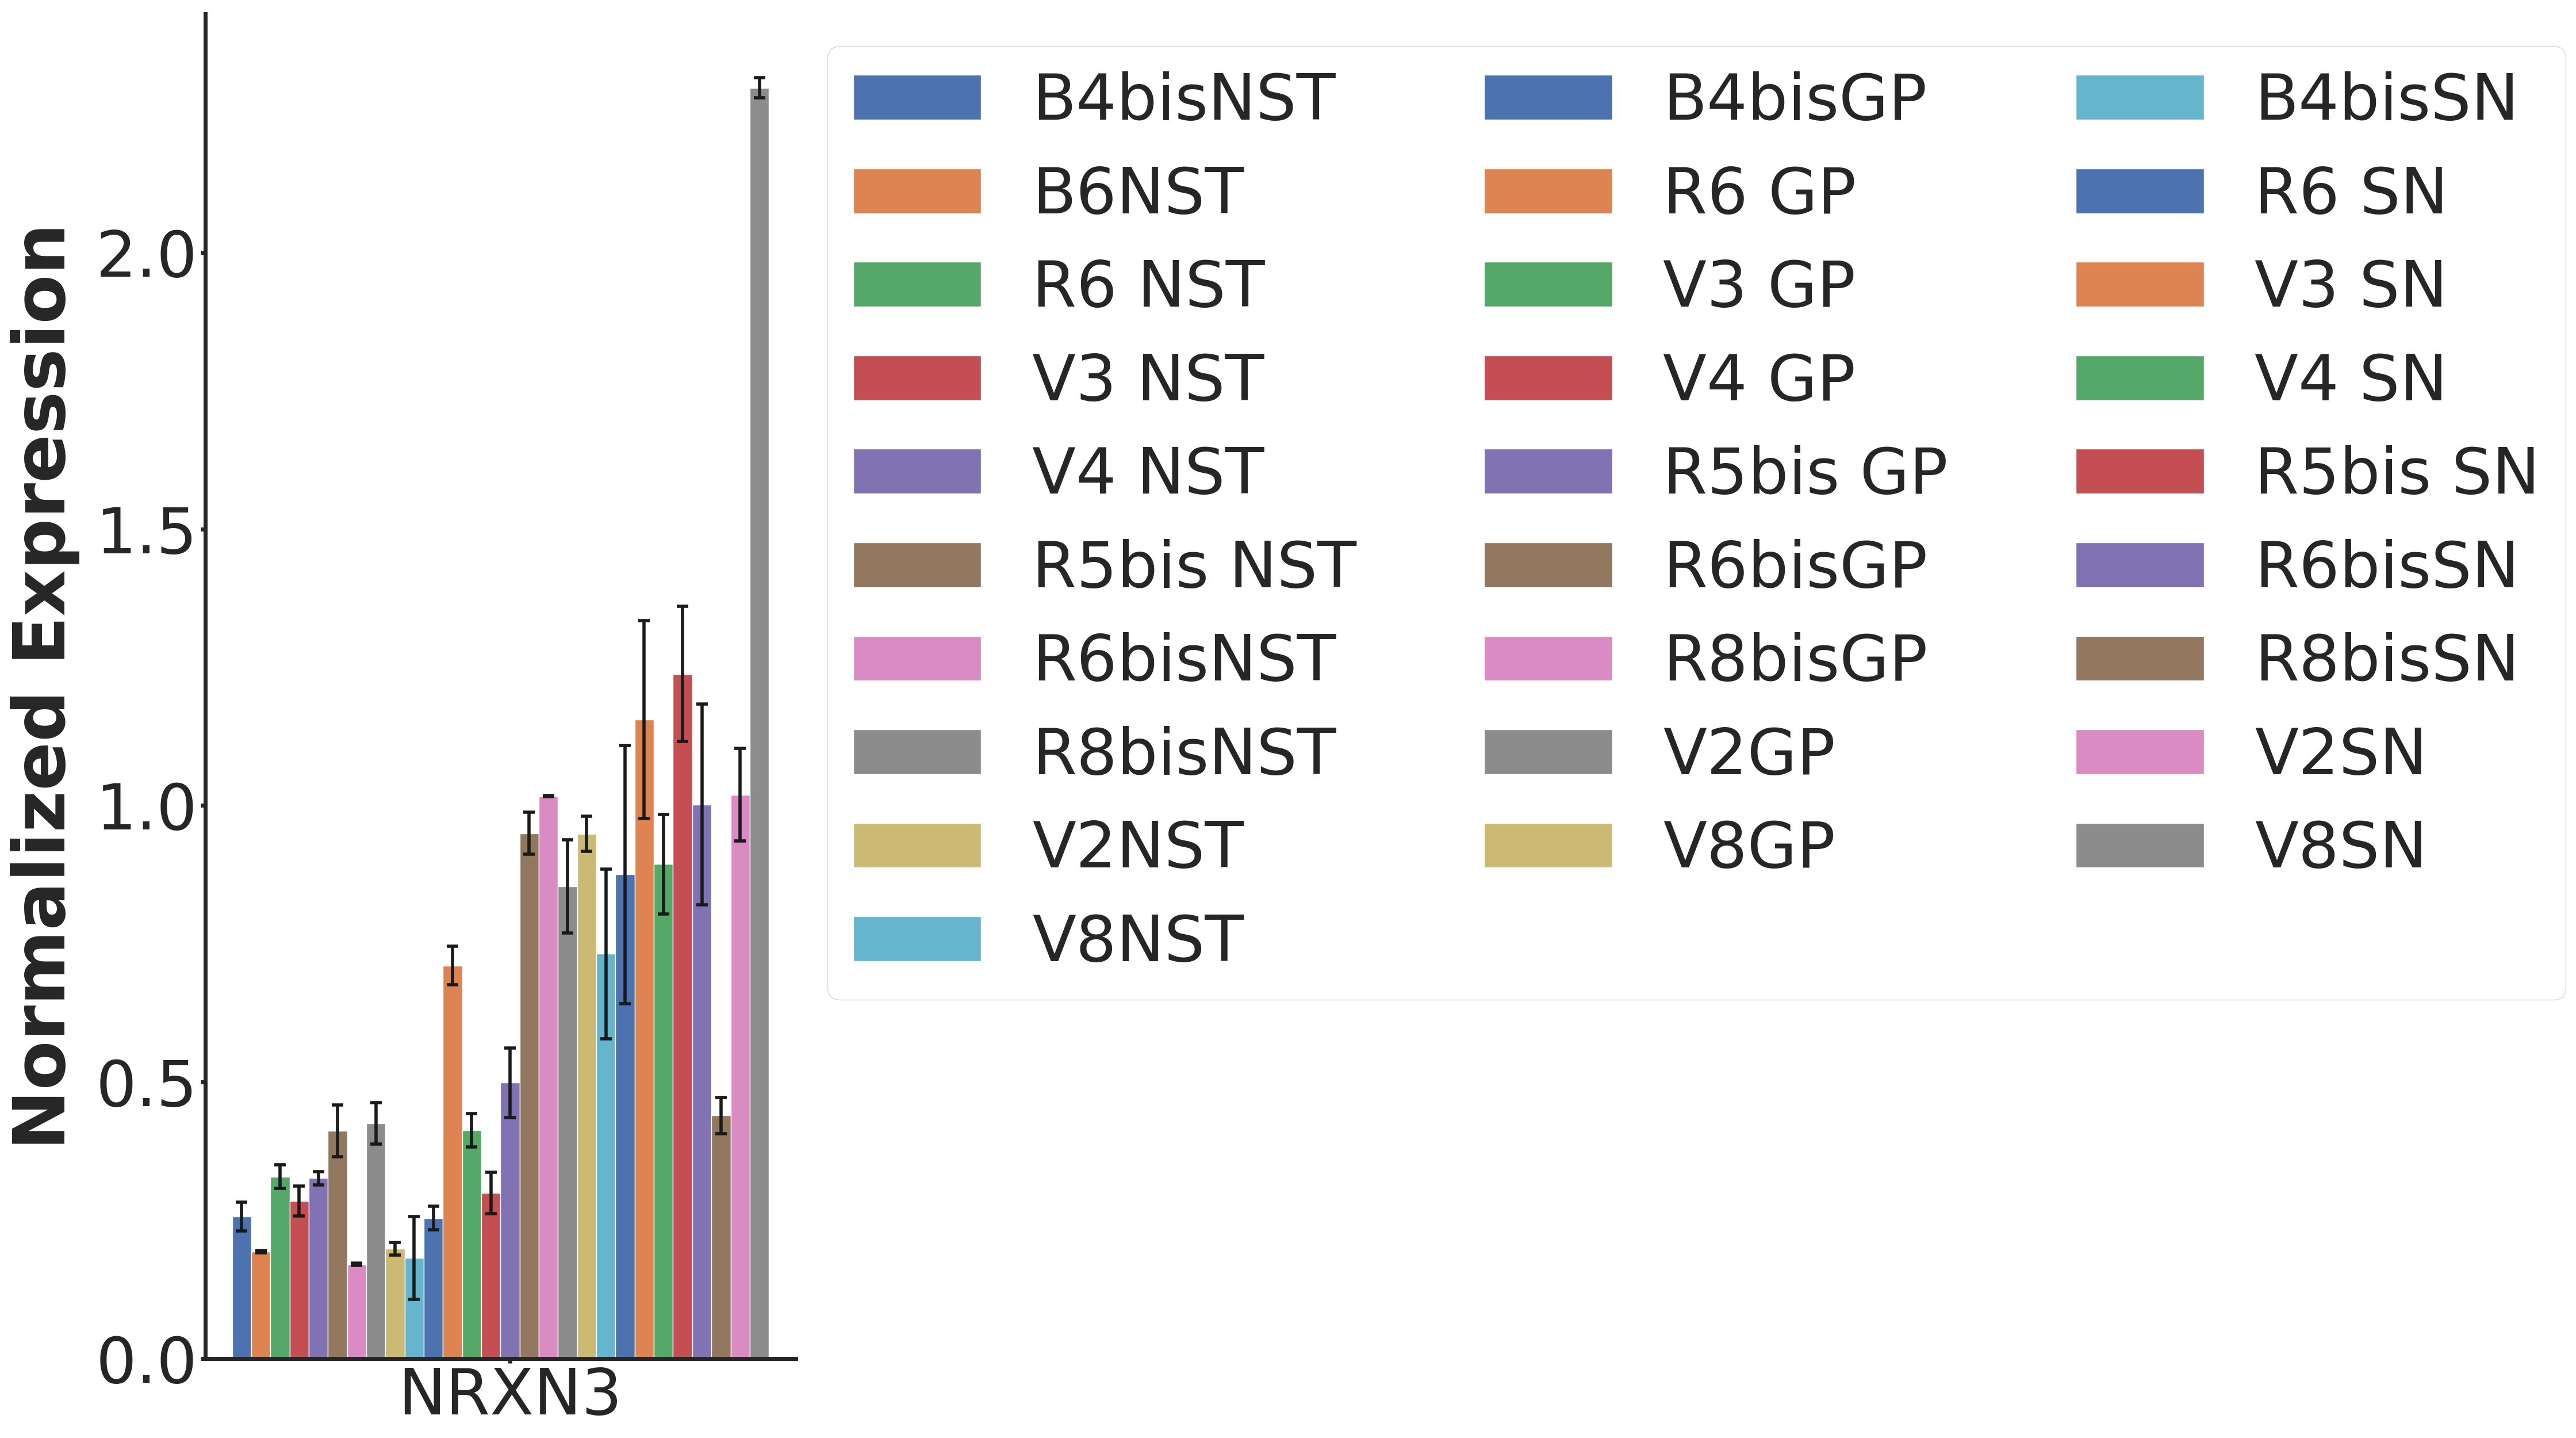 Normalized Expression
2.0
1.5
1.0
0.5
0.0
NRXN3
B4bisNST
B6NST
R6 NST
V3 NST
V4 NST
R5bis NST
R6bisNST
R8bisNST
V2NST
V8NST
B4bisGP
R6 GP
V3 GP
V4 GP
R5bis GP
R6bisGP
R8bisGP
V2GP
V8GP
B4bisSN
R6 SN
V3 SN
V4 SN
R5bis SN
R6bisSN
R8bisSN
V2SN
V8SN